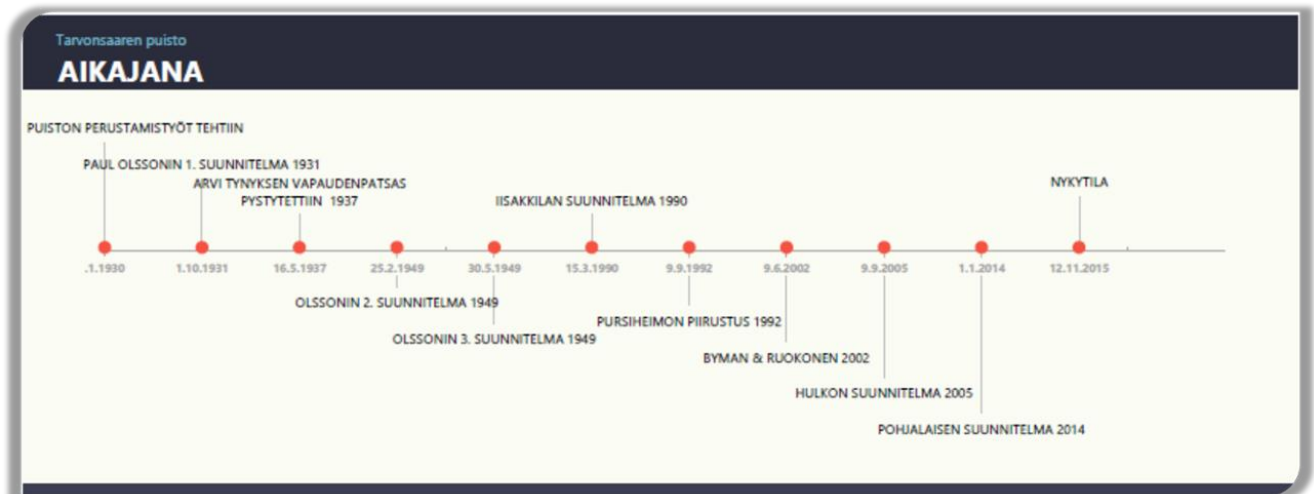 Tarvonsaaren puisto
AIKAJANA
PUISTON PERUSTAMISTYÖT TEHTIIN
PAUL OLSSONIN 1. SUUNNITELMA 1931
ARVI TYNYKSEN VAPAUDENPATSAS
PYSTYTETTIIN 1937
IISAKKILAN SUUNNITELMA 1990
NYKYTILA
.1.1930
1.10.1931
16.5.1937
25.2.1949
30.5.1949
15.3.1990
9.9.1992
9.6.2002
9.9.2005
1.1.2014
12.11.2015
OLSSONIN 2. SUUNNITELMA 1949
PURSIHEIMON PIIRUSTUS 1992
OLSSONIN 3. SUUNNITELMA 1949
BYMAN & RUOKONEN 2002
HULKON SUUNNITELMA 2005
POHJALAISEN SUUNNITELMA 2014